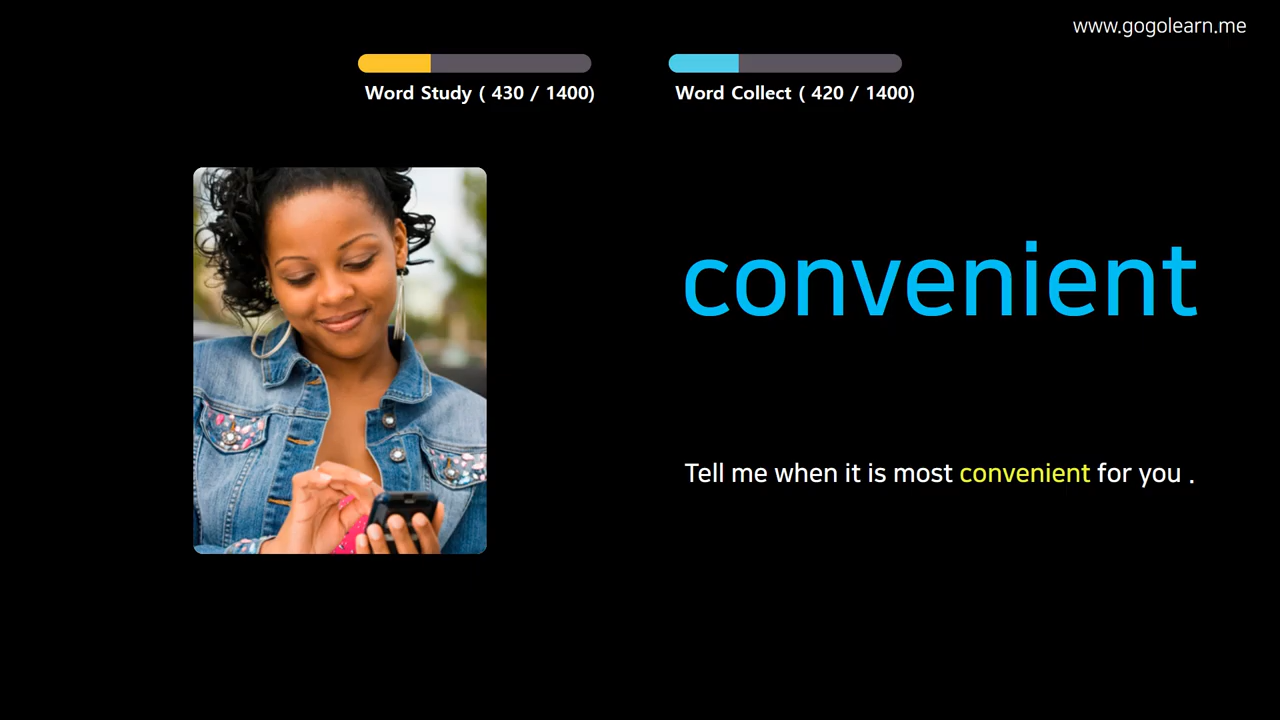 www.gogolearn.me
Word Study ( 430 / 1400)
Word Collect ( 420 / 1400)
convenient
Tell me when it is most convenient for you .